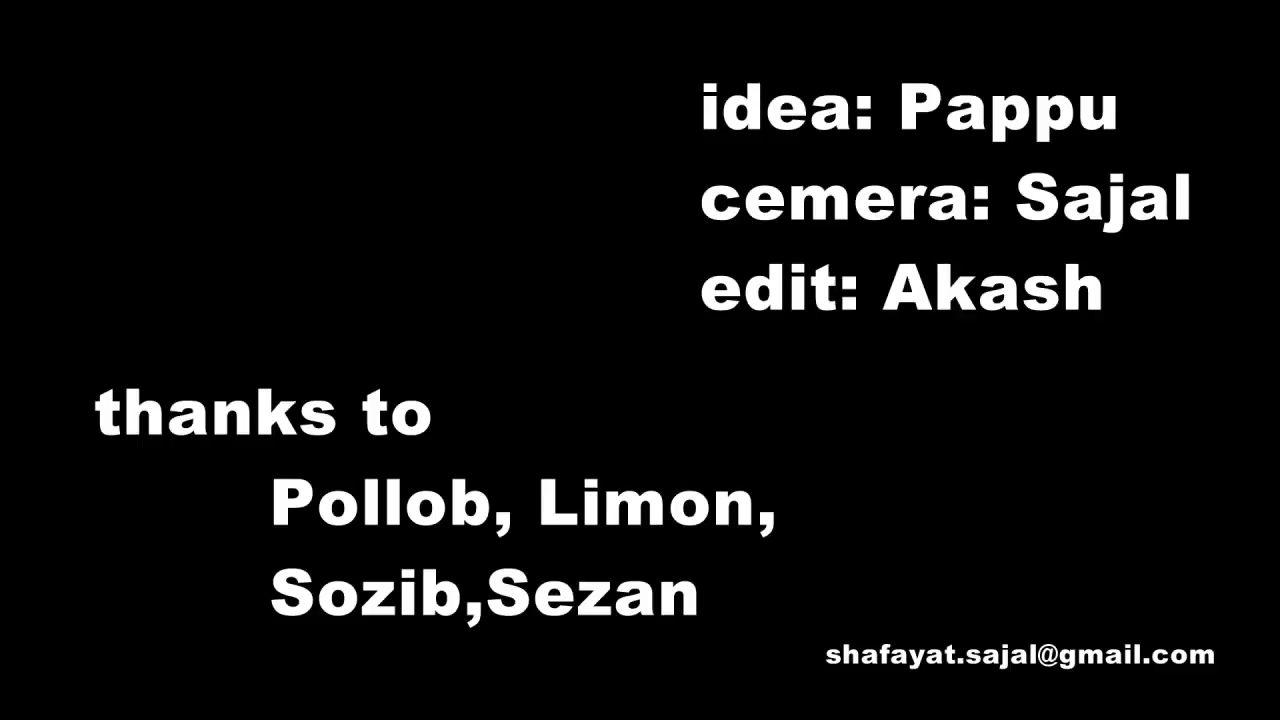 idea: Pappu
cemera: Sajal
edit: Akash
thanks to
Pollob, Limon,
Sozib,Sezan
shafayat.sajal@gmail.com